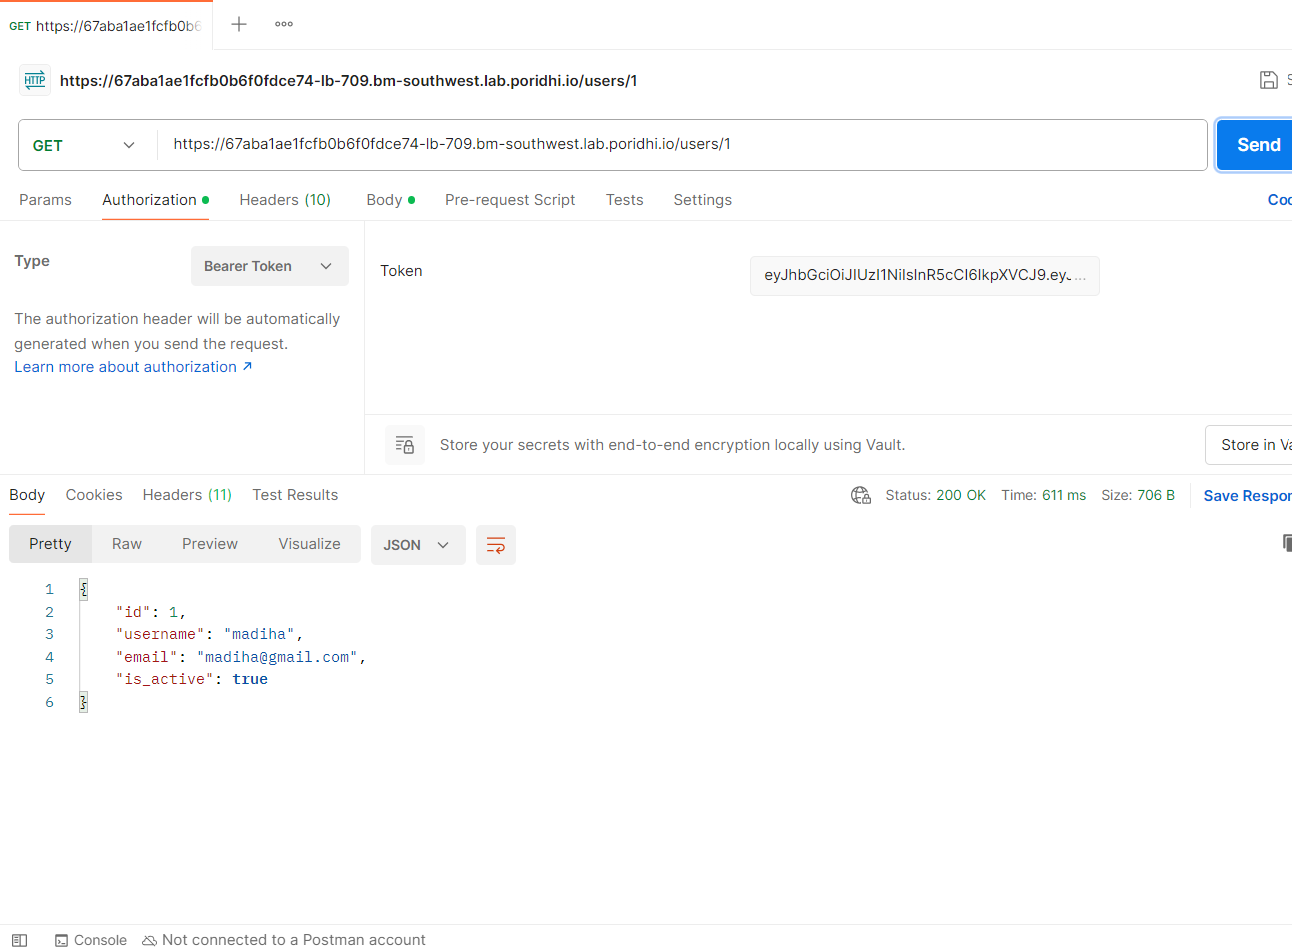 GET https://67aba1ae1fcfb0b6
HTTP https://67aba1ae1fcfb0b6f0fdce74-lb-709.bm-southwest.lab.poridhi.io/users/1
GET https://67aba1ae1fcfb0b6f0fdce74-lb-709.bm-southwest.lab.poridhi.io/users/1 Send
Params Authorization Headers (10) Body Pre-request Script Tests Settings
Type Bearer Token Token eyJhbGciOiJIUzI1NiIsInR5cCI6IkpXVCJ9.eyJ...
The authorization header will be automatically
generated when you send the request.
Learn more about authorization ↗
Store your secrets with end-to-end encryption locally using Vault. Store in
Body Cookies Headers (11) Test Results Status: 200 OK Time: 611 ms Size: 706 B Save
Pretty Raw Preview Visualize JSON
1 {
2 "id": 1,
3 "username": "madiha",
4 "email": "madiha@gmail.com",
5 "is_active": true
6 }
Console Not connected to a Postman account